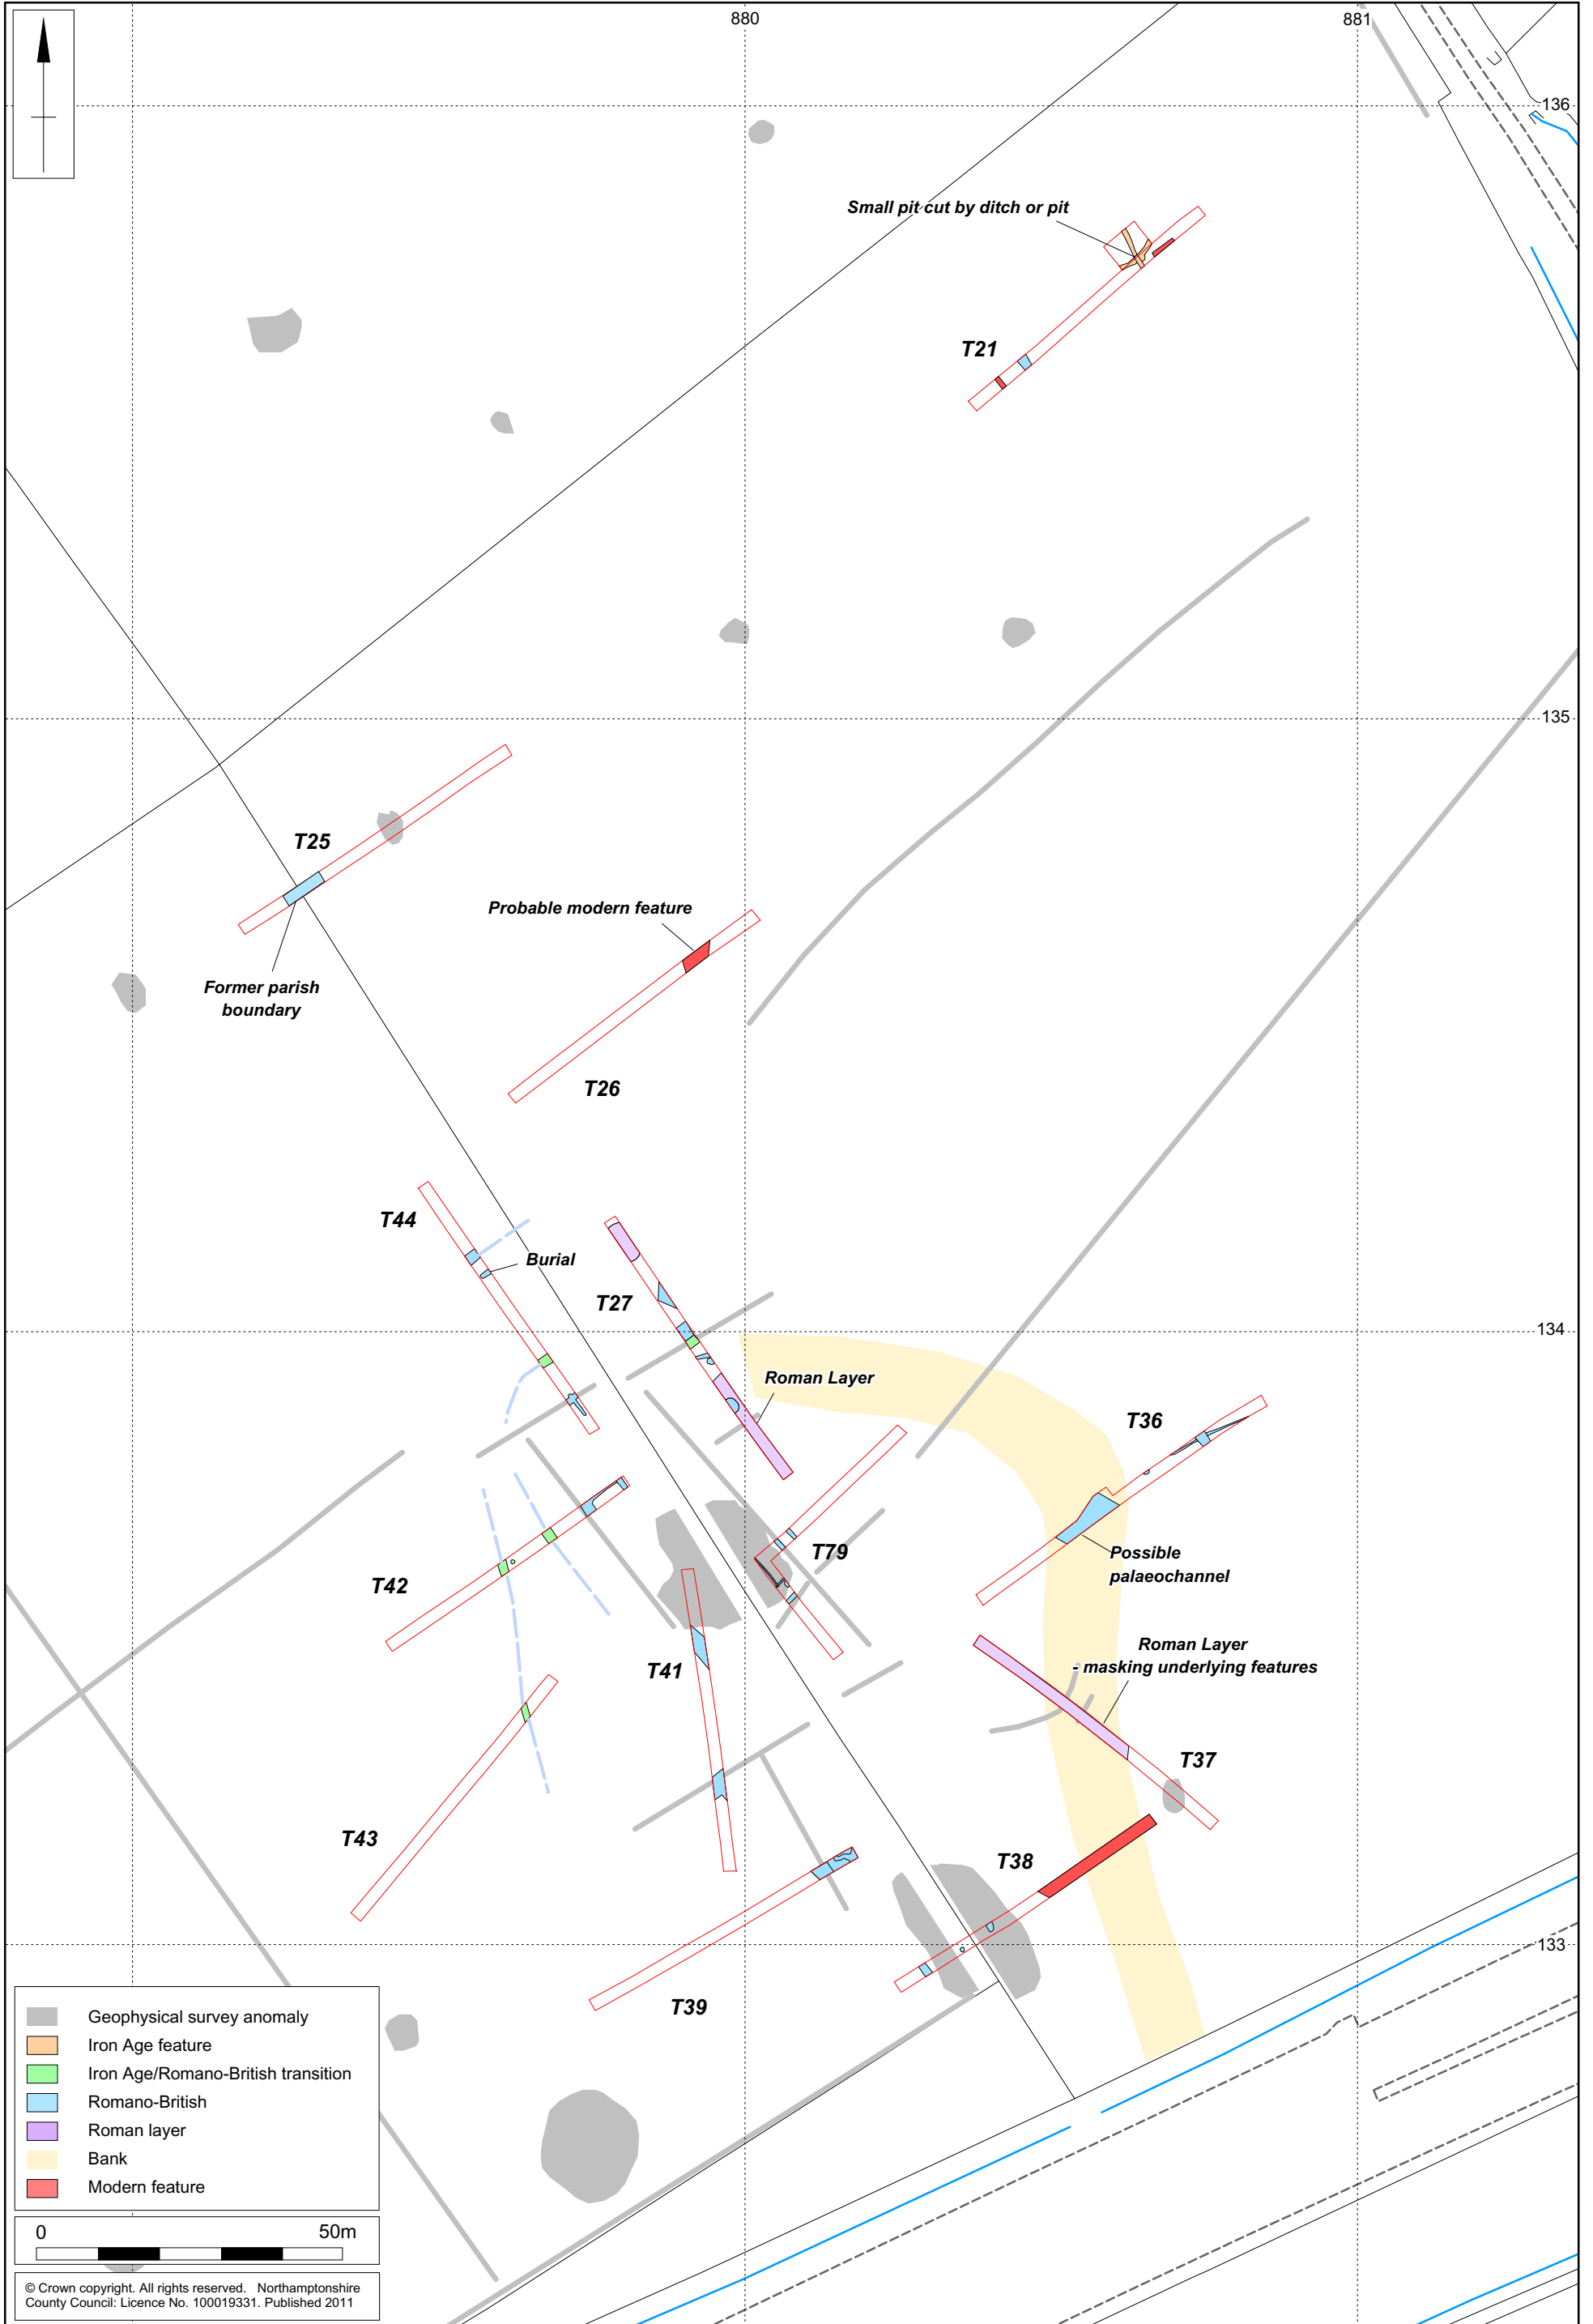 880
881
136
Small pit cut by ditch or pit
T21
135
T25
Probable modern feature
Former parish
boundary
T26
T44
Burial
T27
134
Roman Layer
T36
T79
Possible
palaeochannel
T42
Roman Layer
- masking underlying features
T41
T37
T43
T38
133
T39
Geophysical survey anomaly
Iron Age feature
Iron Age/Romano-British transition
Romano-British
Roman layer
Bank
Modern feature
0 50m
© Crown copyright. All rights reserved. Northamptonshire
County Council: Licence No. 100019331. Published 2011